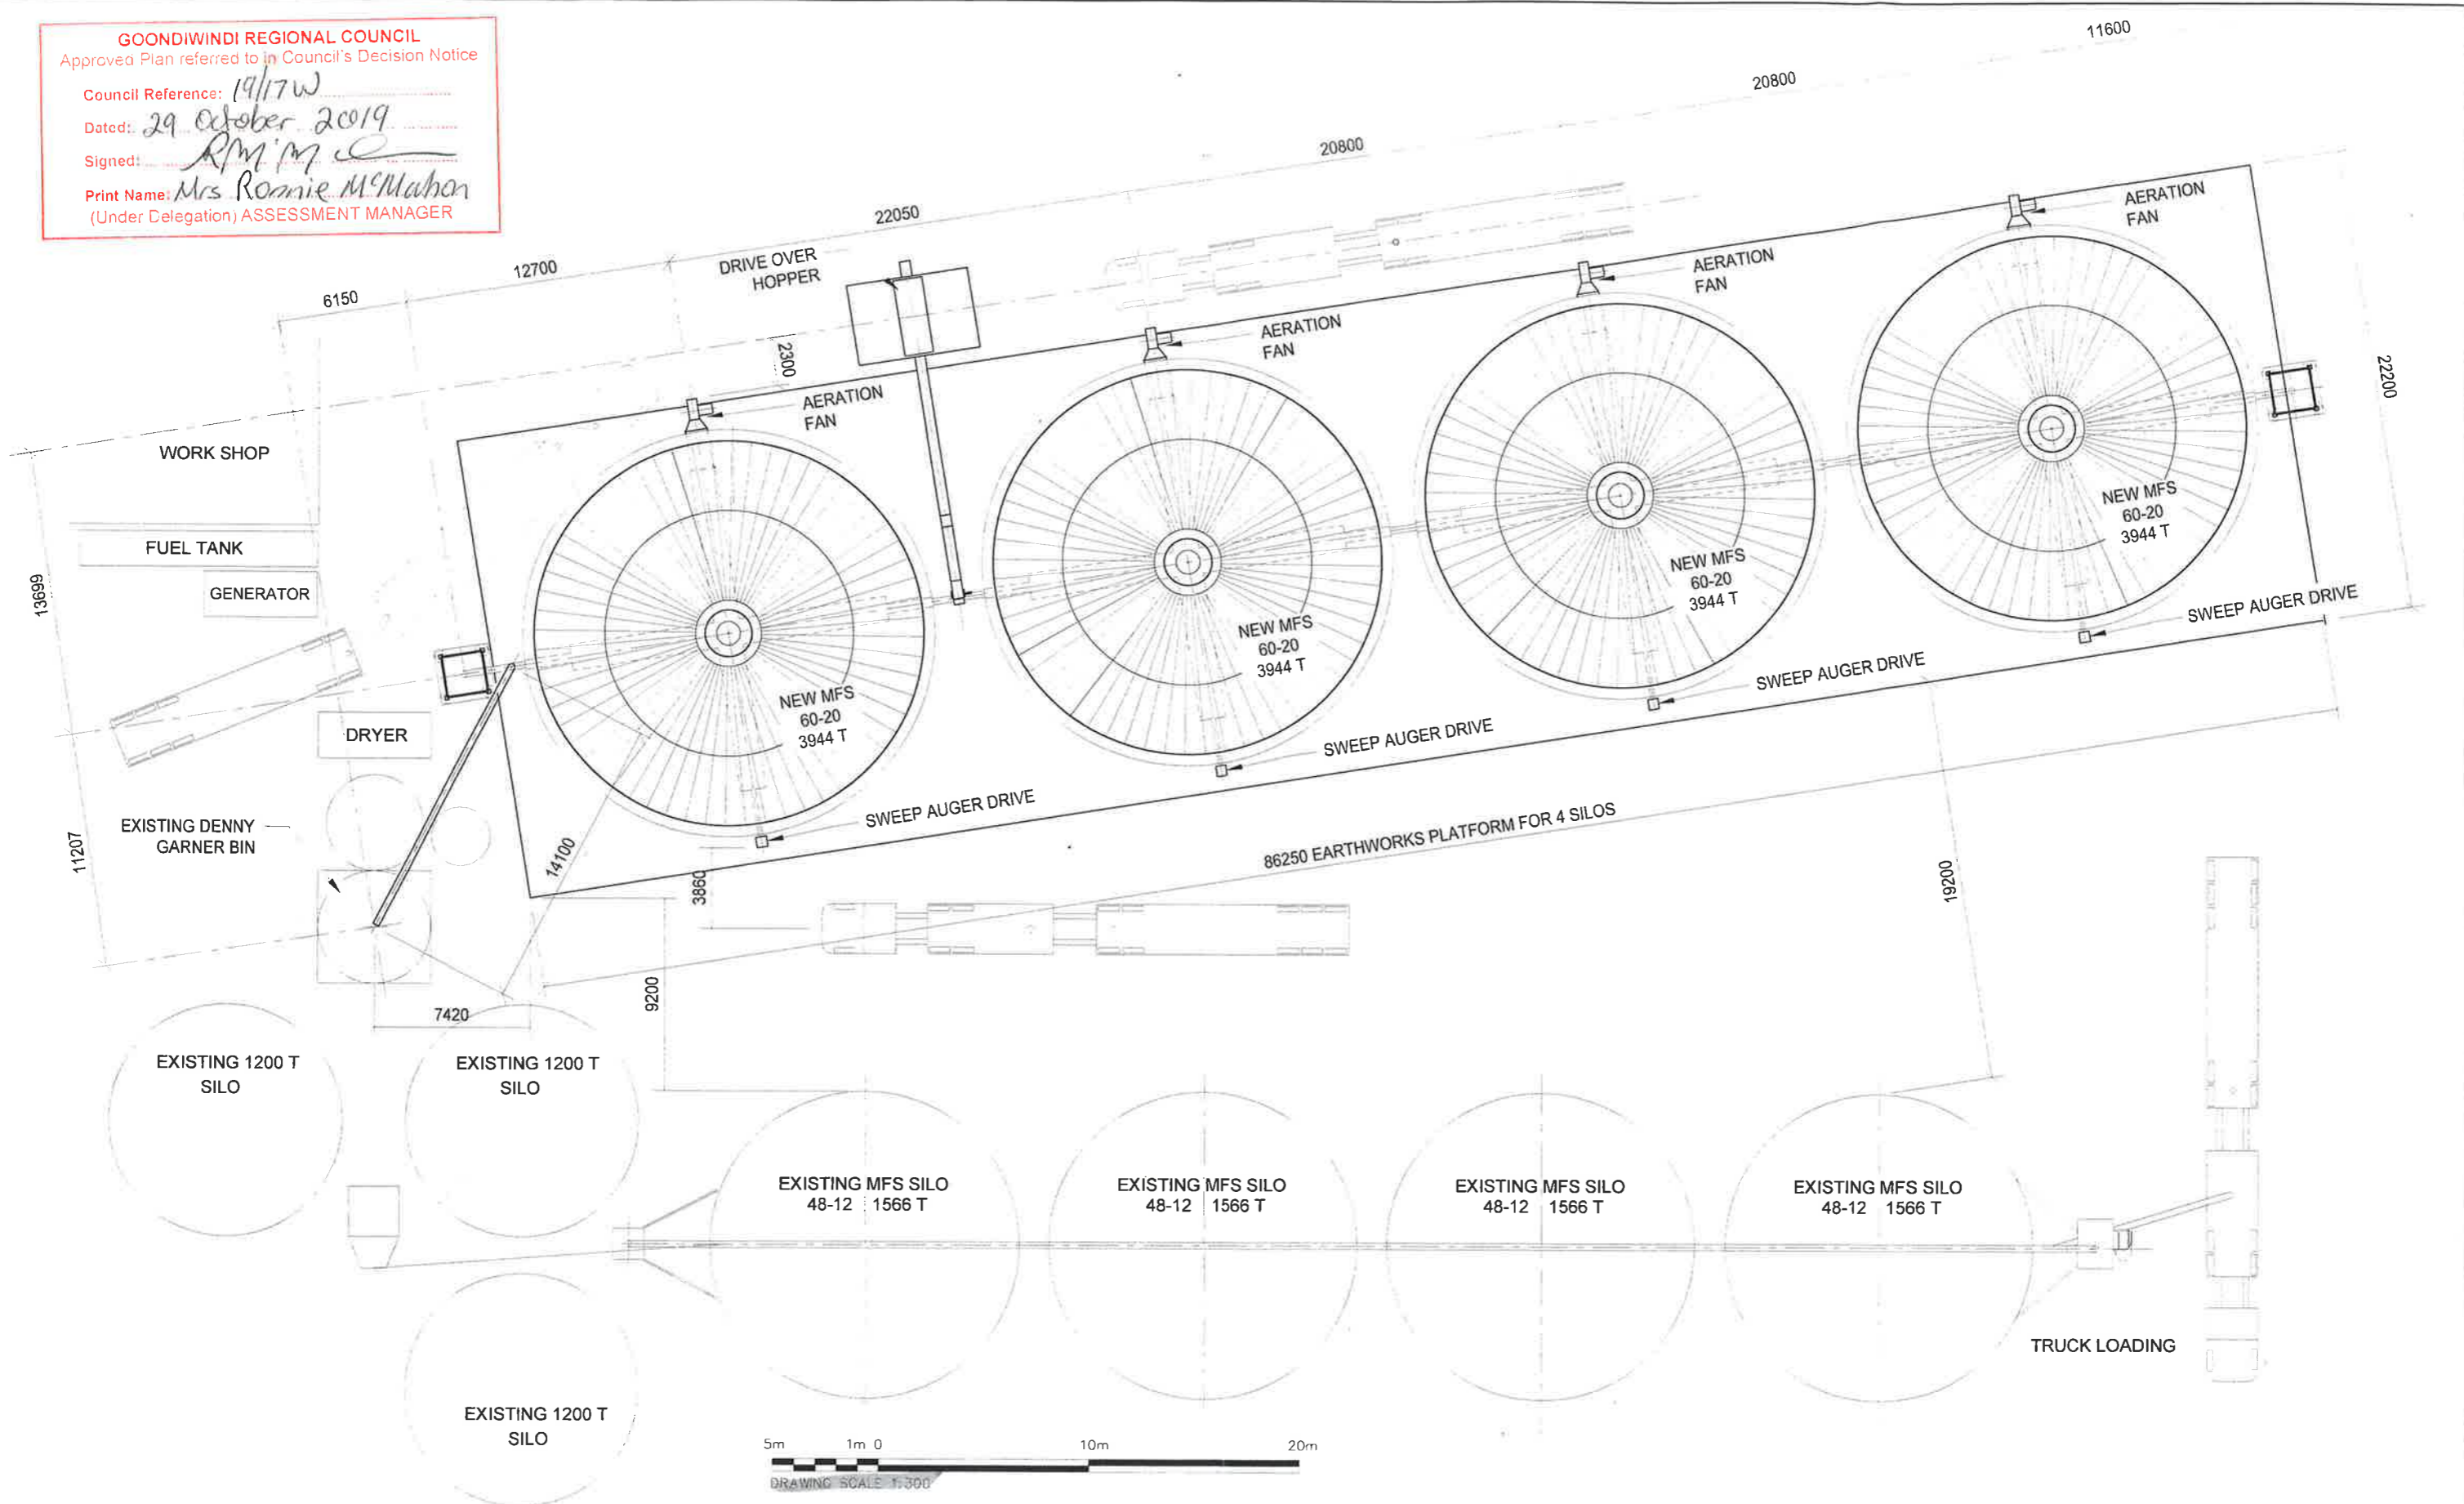 GOONDIWINDI REGIONAL COUNCIL
Approved Plan referred to in Council's Decision Notice
Council Reference: 19/17W
Dated: 29 October 2019
Signed:
Print Name: Mrs Ronnie McMahon
(Under Delegation) ASSESSMENT MANAGER
11600
20800
20800
22050
12700
6150
DRIVE OVER
HOPPER
2300
AERATION
FAN
AERATION
FAN
AERATION
FAN
AERATION
FAN
22200
WORK SHOP
FUEL TANK
GENERATOR
13699
DRYER
EXISTING DENNY
GARNER BIN
11207
NEW MFS
60-20
3944 T
NEW MFS
60-20
3944 T
NEW MFS
60-20
3944 T
NEW MFS
60-20
3944 T
SWEEP AUGER DRIVE
SWEEP AUGER DRIVE
SWEEP AUGER DRIVE
SWEEP AUGER DRIVE
86250 EARTHWORKS PLATFORM FOR 4 SILOS
14100
3860
19200
9200
7420
EXISTING 1200 T
SILO
EXISTING 1200 T
SILO
EXISTING MFS SILO
48-12 1566 T
EXISTING MFS SILO
48-12 1566 T
EXISTING MFS SILO
48-12 1566 T
EXISTING MFS SILO
48-12 1566 T
TRUCK LOADING
EXISTING 1200 T
SILO
5m 1m 0 10m 20m
DRAWING SCALE 1:300